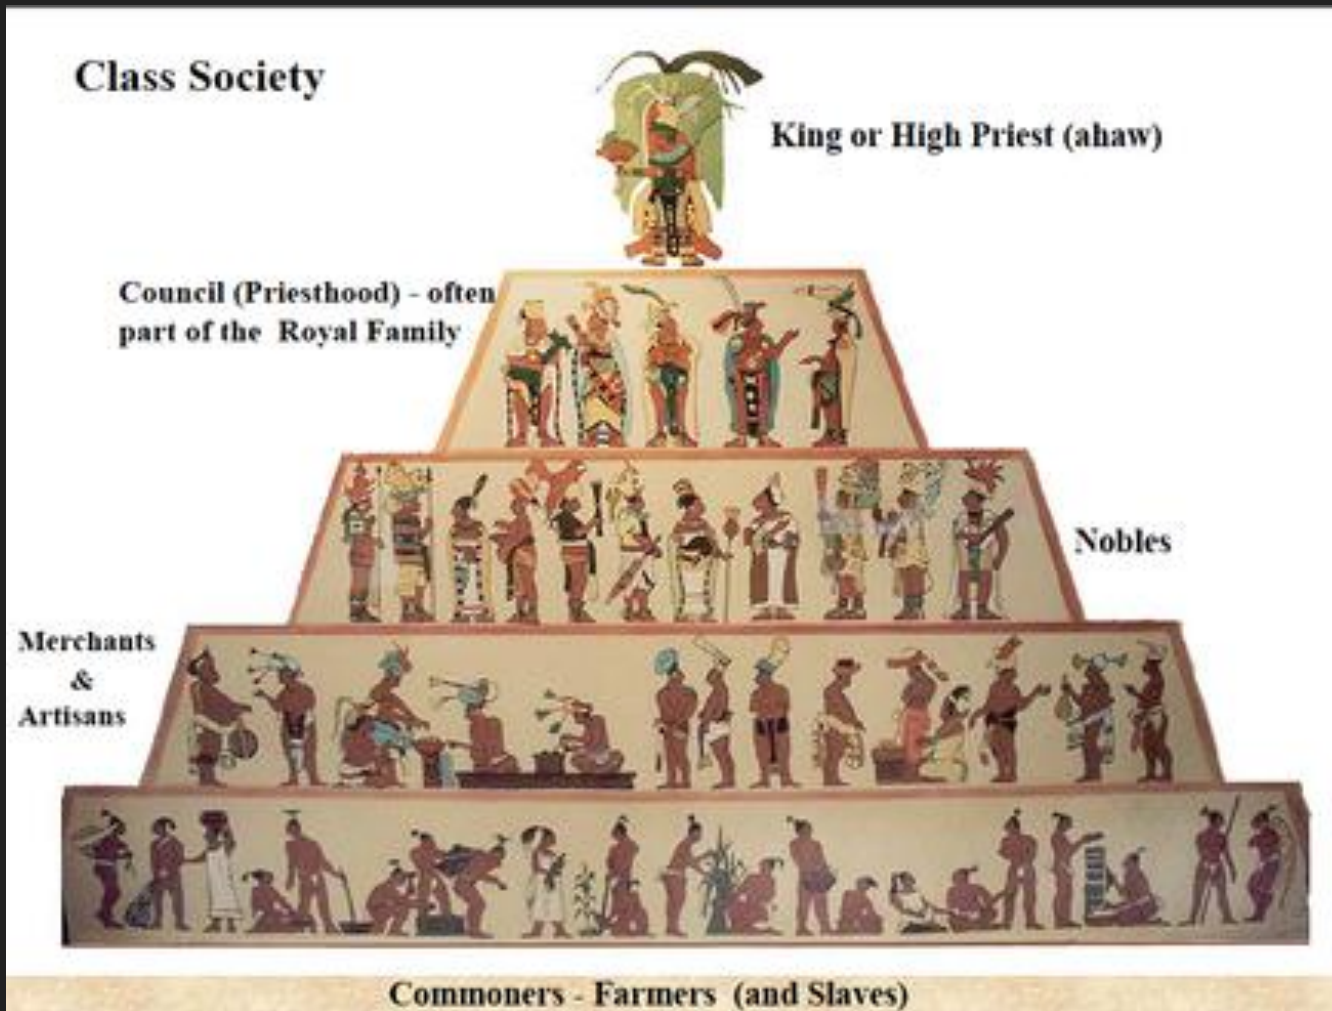 Class Society
King or High Priest (ahaw)
Council (Priesthood) - often
part of the Royal Family
Nobles
Merchants
&
Artisans
Commoners - Farmers (and Slaves)